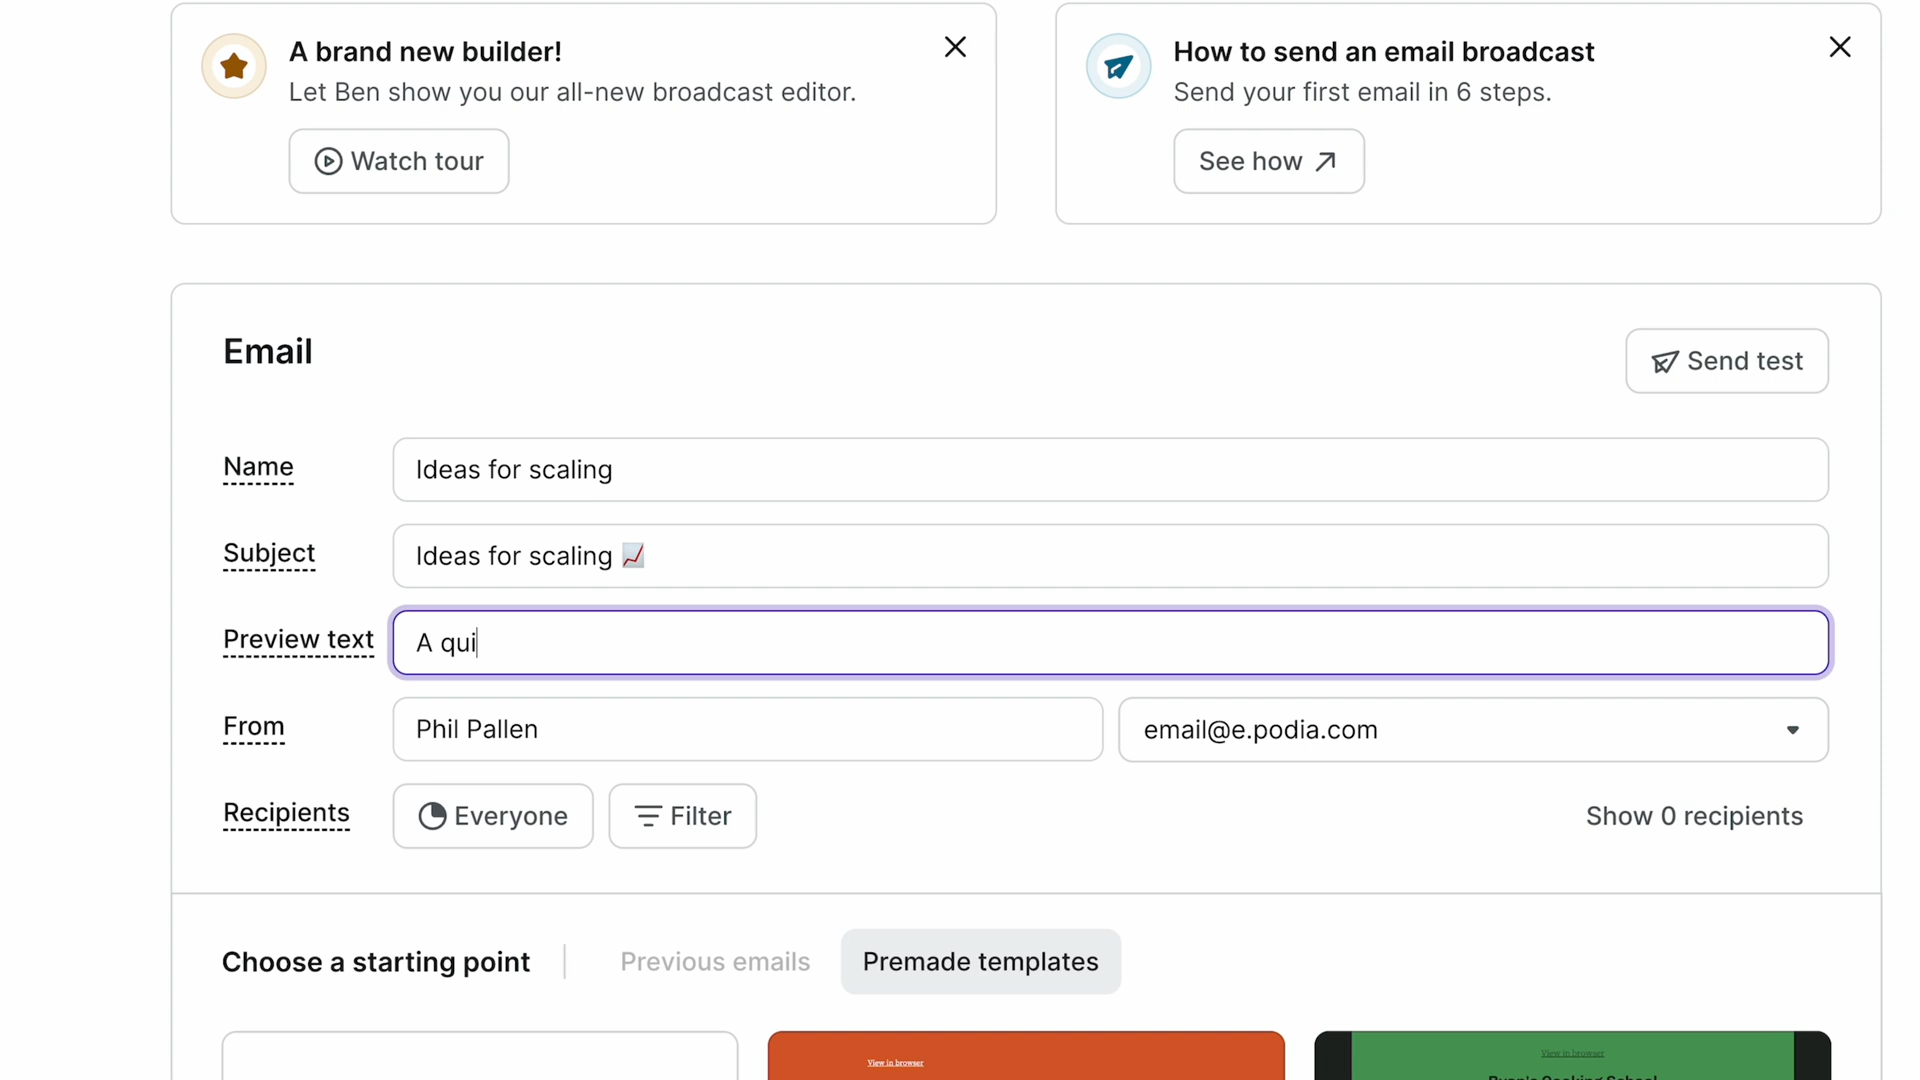 A brand new builder!
Let Ben show you our all-new broadcast editor.
Watch tour
How to send an email broadcast
Send your first email in 6 steps.
See how
Email
Send test
Name
Ideas for scaling
Subject
Ideas for scaling 📈
Preview text
A qui
From
Phil Pallen
email@e.podia.com
Recipients
Everyone
Filter
Show 0 recipients
Choose a starting point
Previous emails
Premade templates
View in browser
View in browser
Ryan's Cooking School